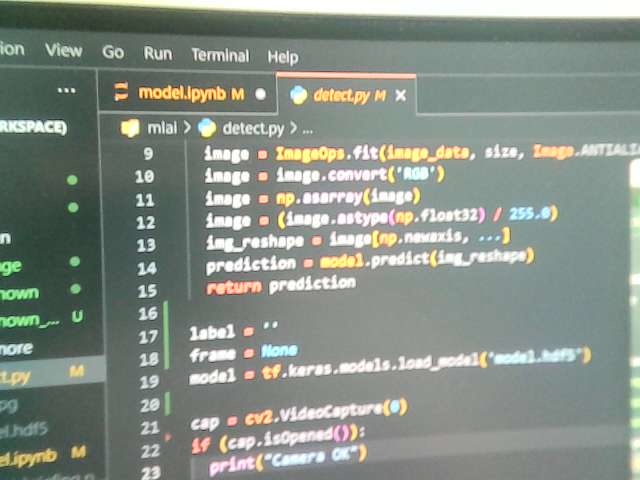 ion View Go Run Terminal Help
... model.ipynb M detect.py M
RKSPACE) mlai > detect.py > ...
9 image = ImageOps.fit(image_data, size, Image.ANTIALIA
10 image = image.convert('RGB')
11 image = np.asarray(image)
12 image = (image.astype(np.float32) / 255.0)
13 img_reshape = image[np.newaxis, ...]
14 prediction = model.predict(img_reshape)
15 return prediction
16
17 label = ''
18 frame = None
19 model = tf.keras.models.load_model('model.hdf5')
20
21 cap = cv2.VideoCapture(0)
22 if (cap.isOpened()):
23 print("Camera OK")
n
ge
nown
nown_... U
nore
ct.py M
pg
el.hdf5
el.ipynb M